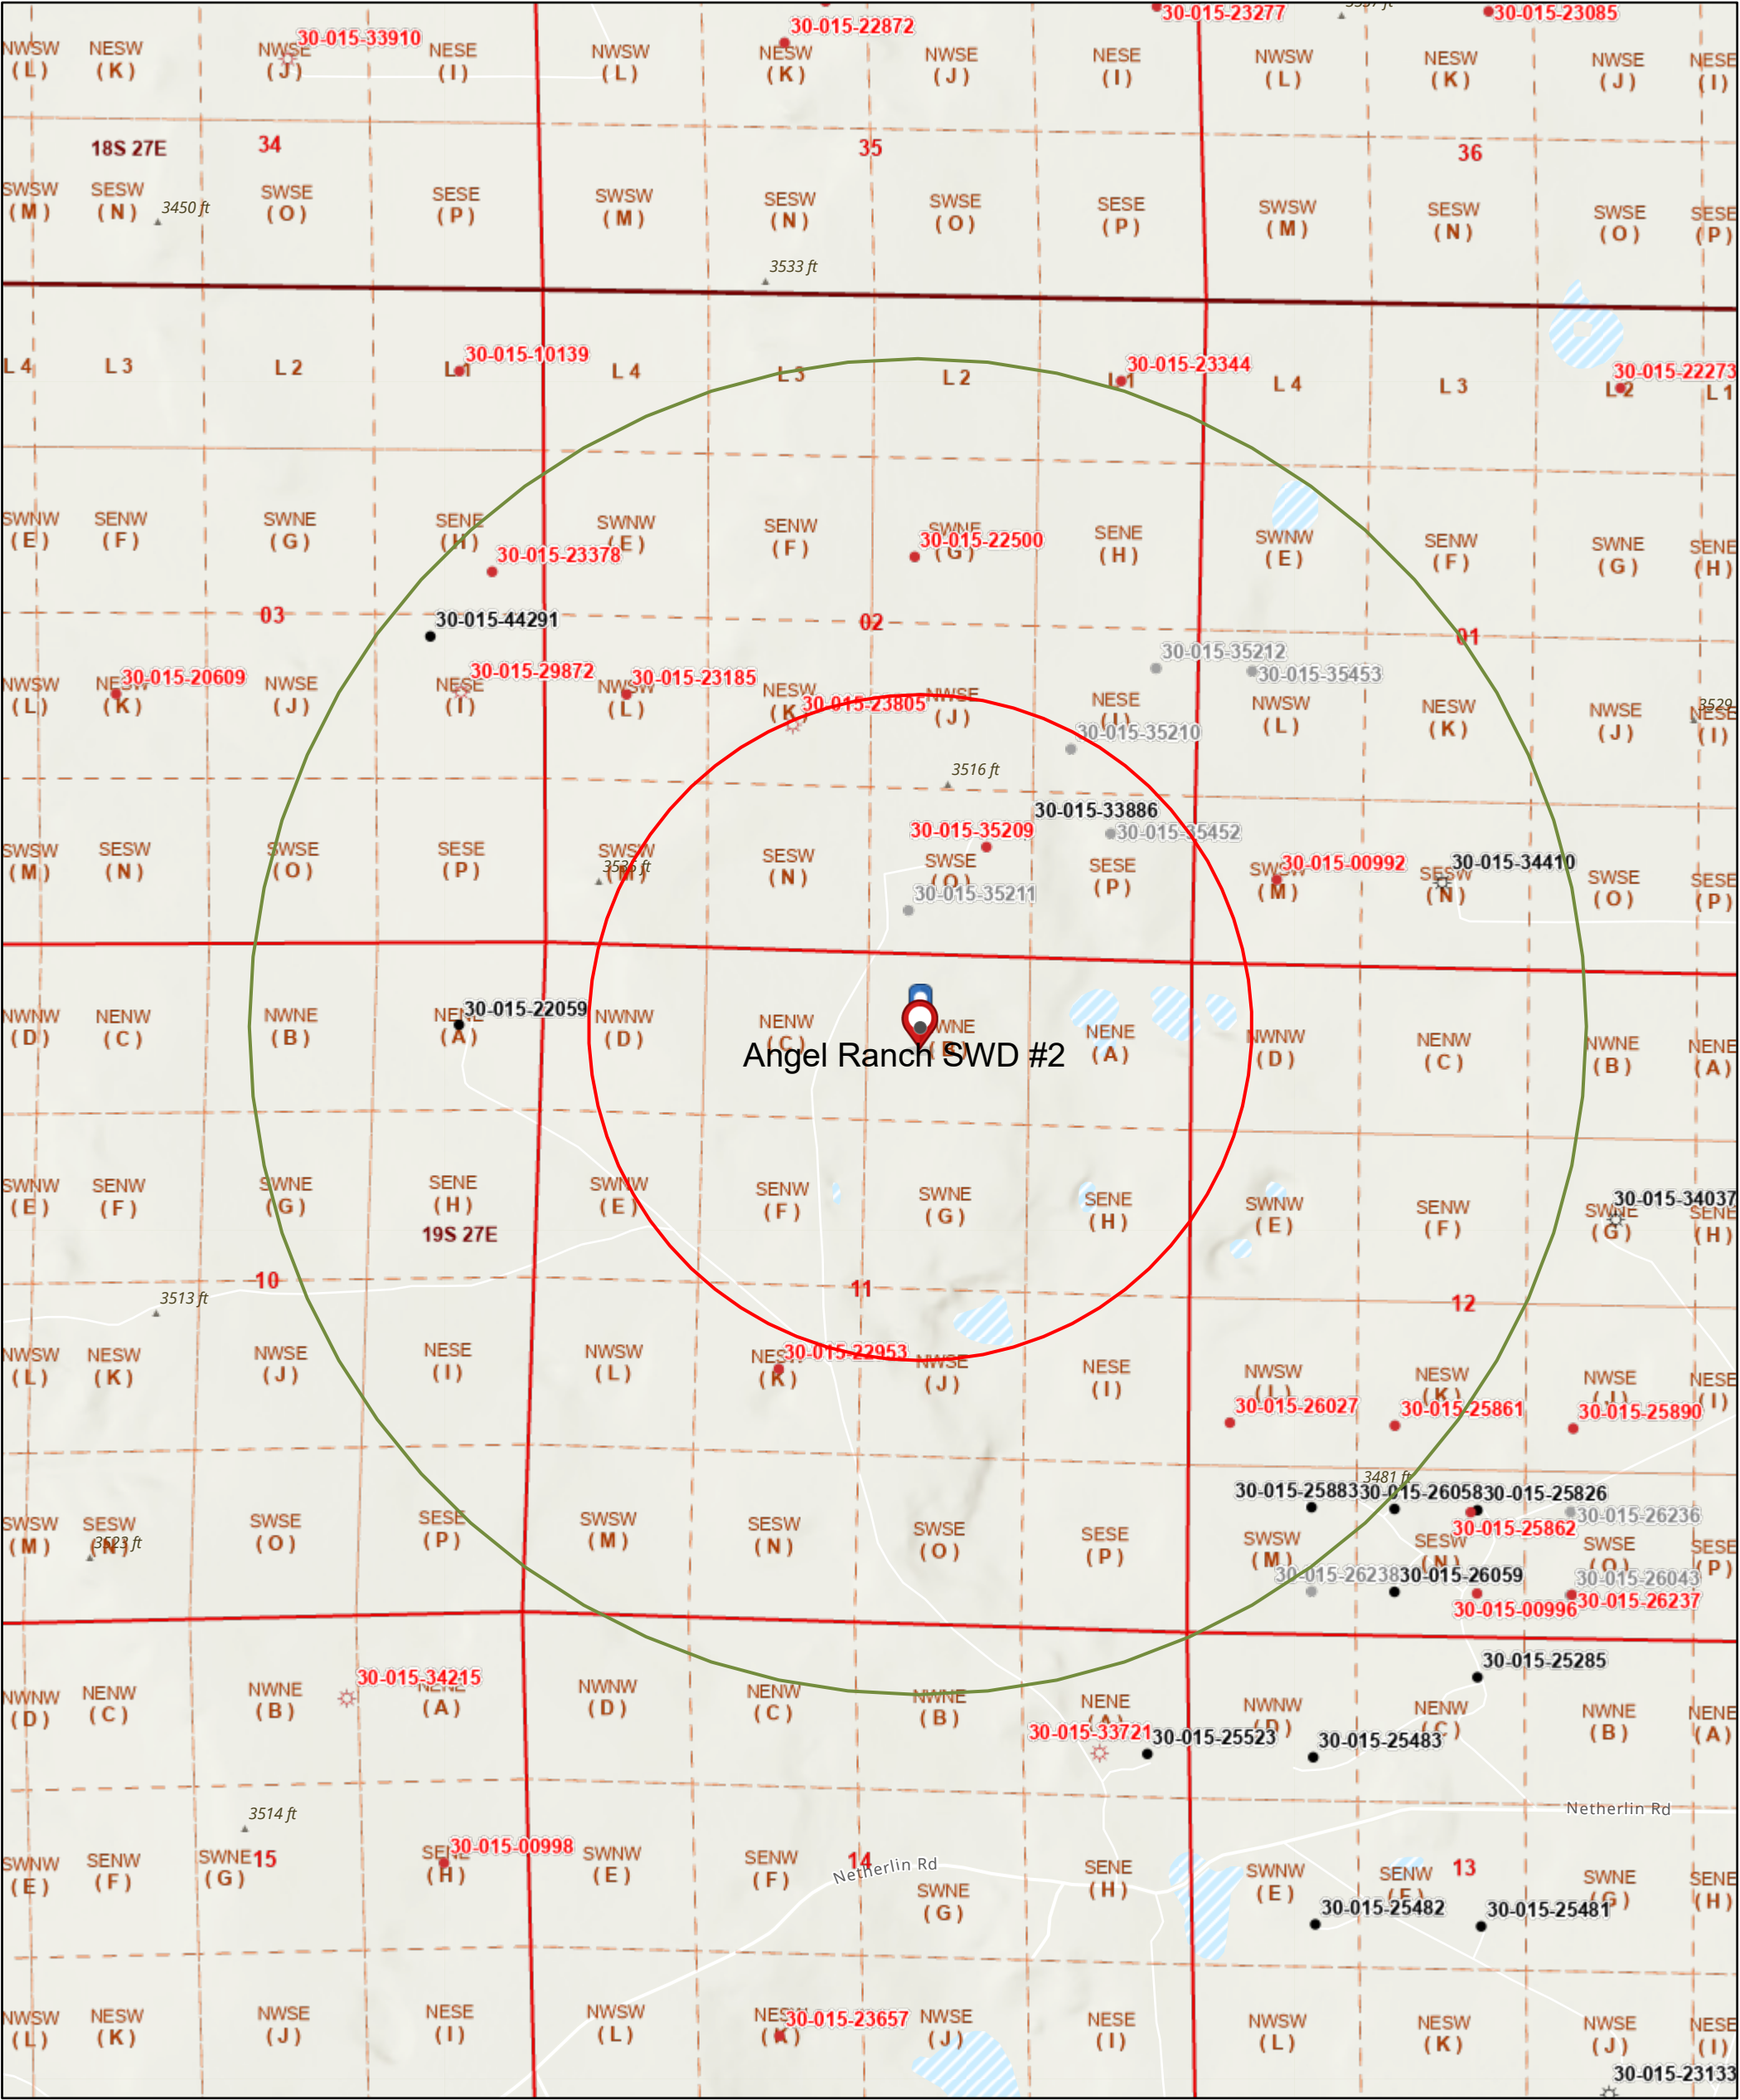 30-015-22872
30-015-23277
3537 ft
30-015-23085
30-015-33910
NWSW (L)
NESW (K)
NWSE (J)
NESE (I)
NWSW (L)
NESW (K)
NWSE (J)
NESE (I)
NWSW (L)
NESW (K)
NWSE (J)
NESE (I)
18S 27E
34
35
36
SWSW (M)
SESW (N)
3450 ft
SWSE (O)
SESE (P)
SWSW (M)
SESW (N)
SWSE (O)
SESE (P)
SWSW (M)
SESW (N)
SWSE (O)
SESE (P)
3533 ft
30-015-10139
30-015-23344
30-015-22273
L 4
L 3
L 2
L 1
L 4
L 3
L 2
L 1
L 4
L 3
L 2
L 1
SWNW (E)
SENW (F)
SWNE (G)
SENE (H)
SWNW (E)
SENW (F)
SWNE (G)
SENE (H)
SWNW (E)
SENW (F)
SWNE (G)
SENE (H)
30-015-23378
30-015-22500
03
30-015-44291
02
01
30-015-35212
30-015-35453
30-015-20609
30-015-29872
30-015-23185
30-015-23805
30-015-35210
3529
NWSW (L)
NESW (K)
NWSE (J)
NESE (I)
NWSW (L)
NESW (K)
NWSE (J)
NESE (I)
NWSW (L)
NESW (K)
NWSE (J)
NESE (I)
3516 ft
30-015-33886
30-015-35209
30-015-35452
30-015-00992
30-015-34410
SWSW (M)
SESW (N)
SWSE (O)
SESE (P)
SWSW (M)
SESW (N)
SWSE (O)
SESE (P)
SWSW (M)
SESW (N)
SWSE (O)
SESE (P)
30-015-35211
30-015-22059
NWNW (D)
NENW (C)
NWNE (B)
NENE (A)
NWNW (D)
NENW (C)
WNE (B)
NENE (A)
NWNW (D)
NENW (C)
NWNE (B)
NENE (A)
Angel Ranch SWD #2
SWNW (E)
SENW (F)
SWNE (G)
SENE (H)
SWNW (E)
SENW (F)
SWNE (G)
SENE (H)
SWNW (E)
SENW (F)
SWNE (G)
SENE (H)
30-015-34037
19S 27E
10
11
12
3513 ft
NWSW (L)
NESW (K)
NWSE (J)
NESE (I)
NWSW (L)
NESW (K)
NWSE (J)
NESE (I)
NWSW (L)
NESW (K)
NWSE (J)
NESE (I)
30-015-22953
30-015-26027
30-015-25861
30-015-25890
3481 ft
30-015-25883
30-015-26058
30-015-25826
30-015-26236
30-015-25862
SWSW (M)
SESW (N)
3523 ft
SWSE (O)
SESE (P)
SWSW (M)
SESW (N)
SWSE (O)
SESE (P)
SWSW (M)
SESW (N)
SWSE (O)
SESE (P)
30-015-26238
30-015-26059
30-015-26043
30-015-00996
30-015-26237
30-015-25285
30-015-34215
NWNW (D)
NENW (C)
NWNE (B)
NENE (A)
NWNW (D)
NENW (C)
NWNE (B)
NENE (A)
NWNW (D)
NENW (C)
NWNE (B)
NENE (A)
30-015-33721
30-015-25523
30-015-25483
Netherlin Rd
3514 ft
30-015-00998
15
14
13
Netherlin Rd
SWNW (E)
SENW (F)
SWNE (G)
SENE (H)
SWNW (E)
SENW (F)
SWNE (G)
SENE (H)
SWNW (E)
SENW (F)
SWNE (G)
SENE (H)
30-015-25482
30-015-25481
NWSW (L)
NESW (K)
NWSE (J)
NESE (I)
NWSW (L)
NESW (K)
30-015-23657
NWSE (J)
NESE (I)
NWSW (L)
NESW (K)
NWSE (J)
NESE (I)
30-015-23133